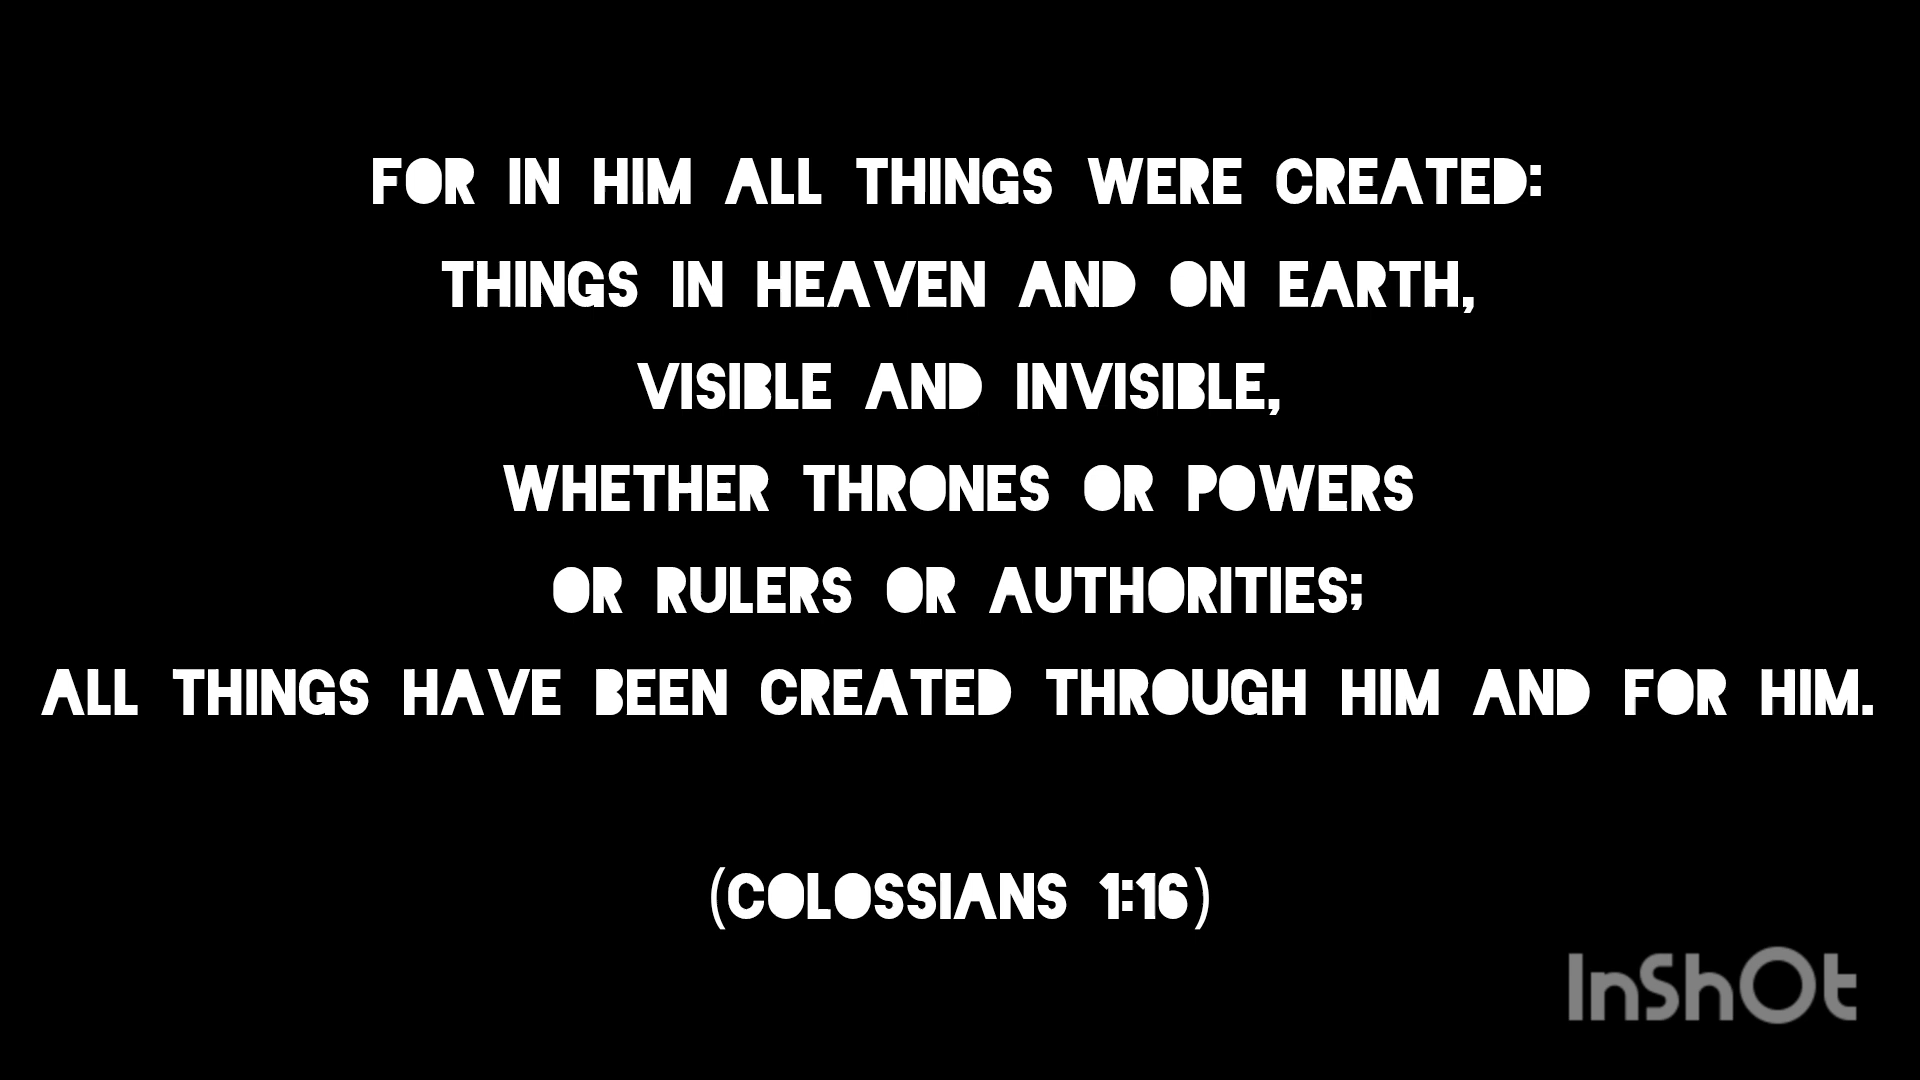 FOR IN HIM ALL THINGS WERE CREATED:
THINGS IN HEAVEN AND ON EARTH,
VISIBLE AND INVISIBLE,
WHETHER THRONES OR POWERS
OR RULERS OR AUTHORITIES;
ALL THINGS HAVE BEEN CREATED THROUGH HIM AND FOR HIM.
(COLOSSIANS 1:16)
InShOt